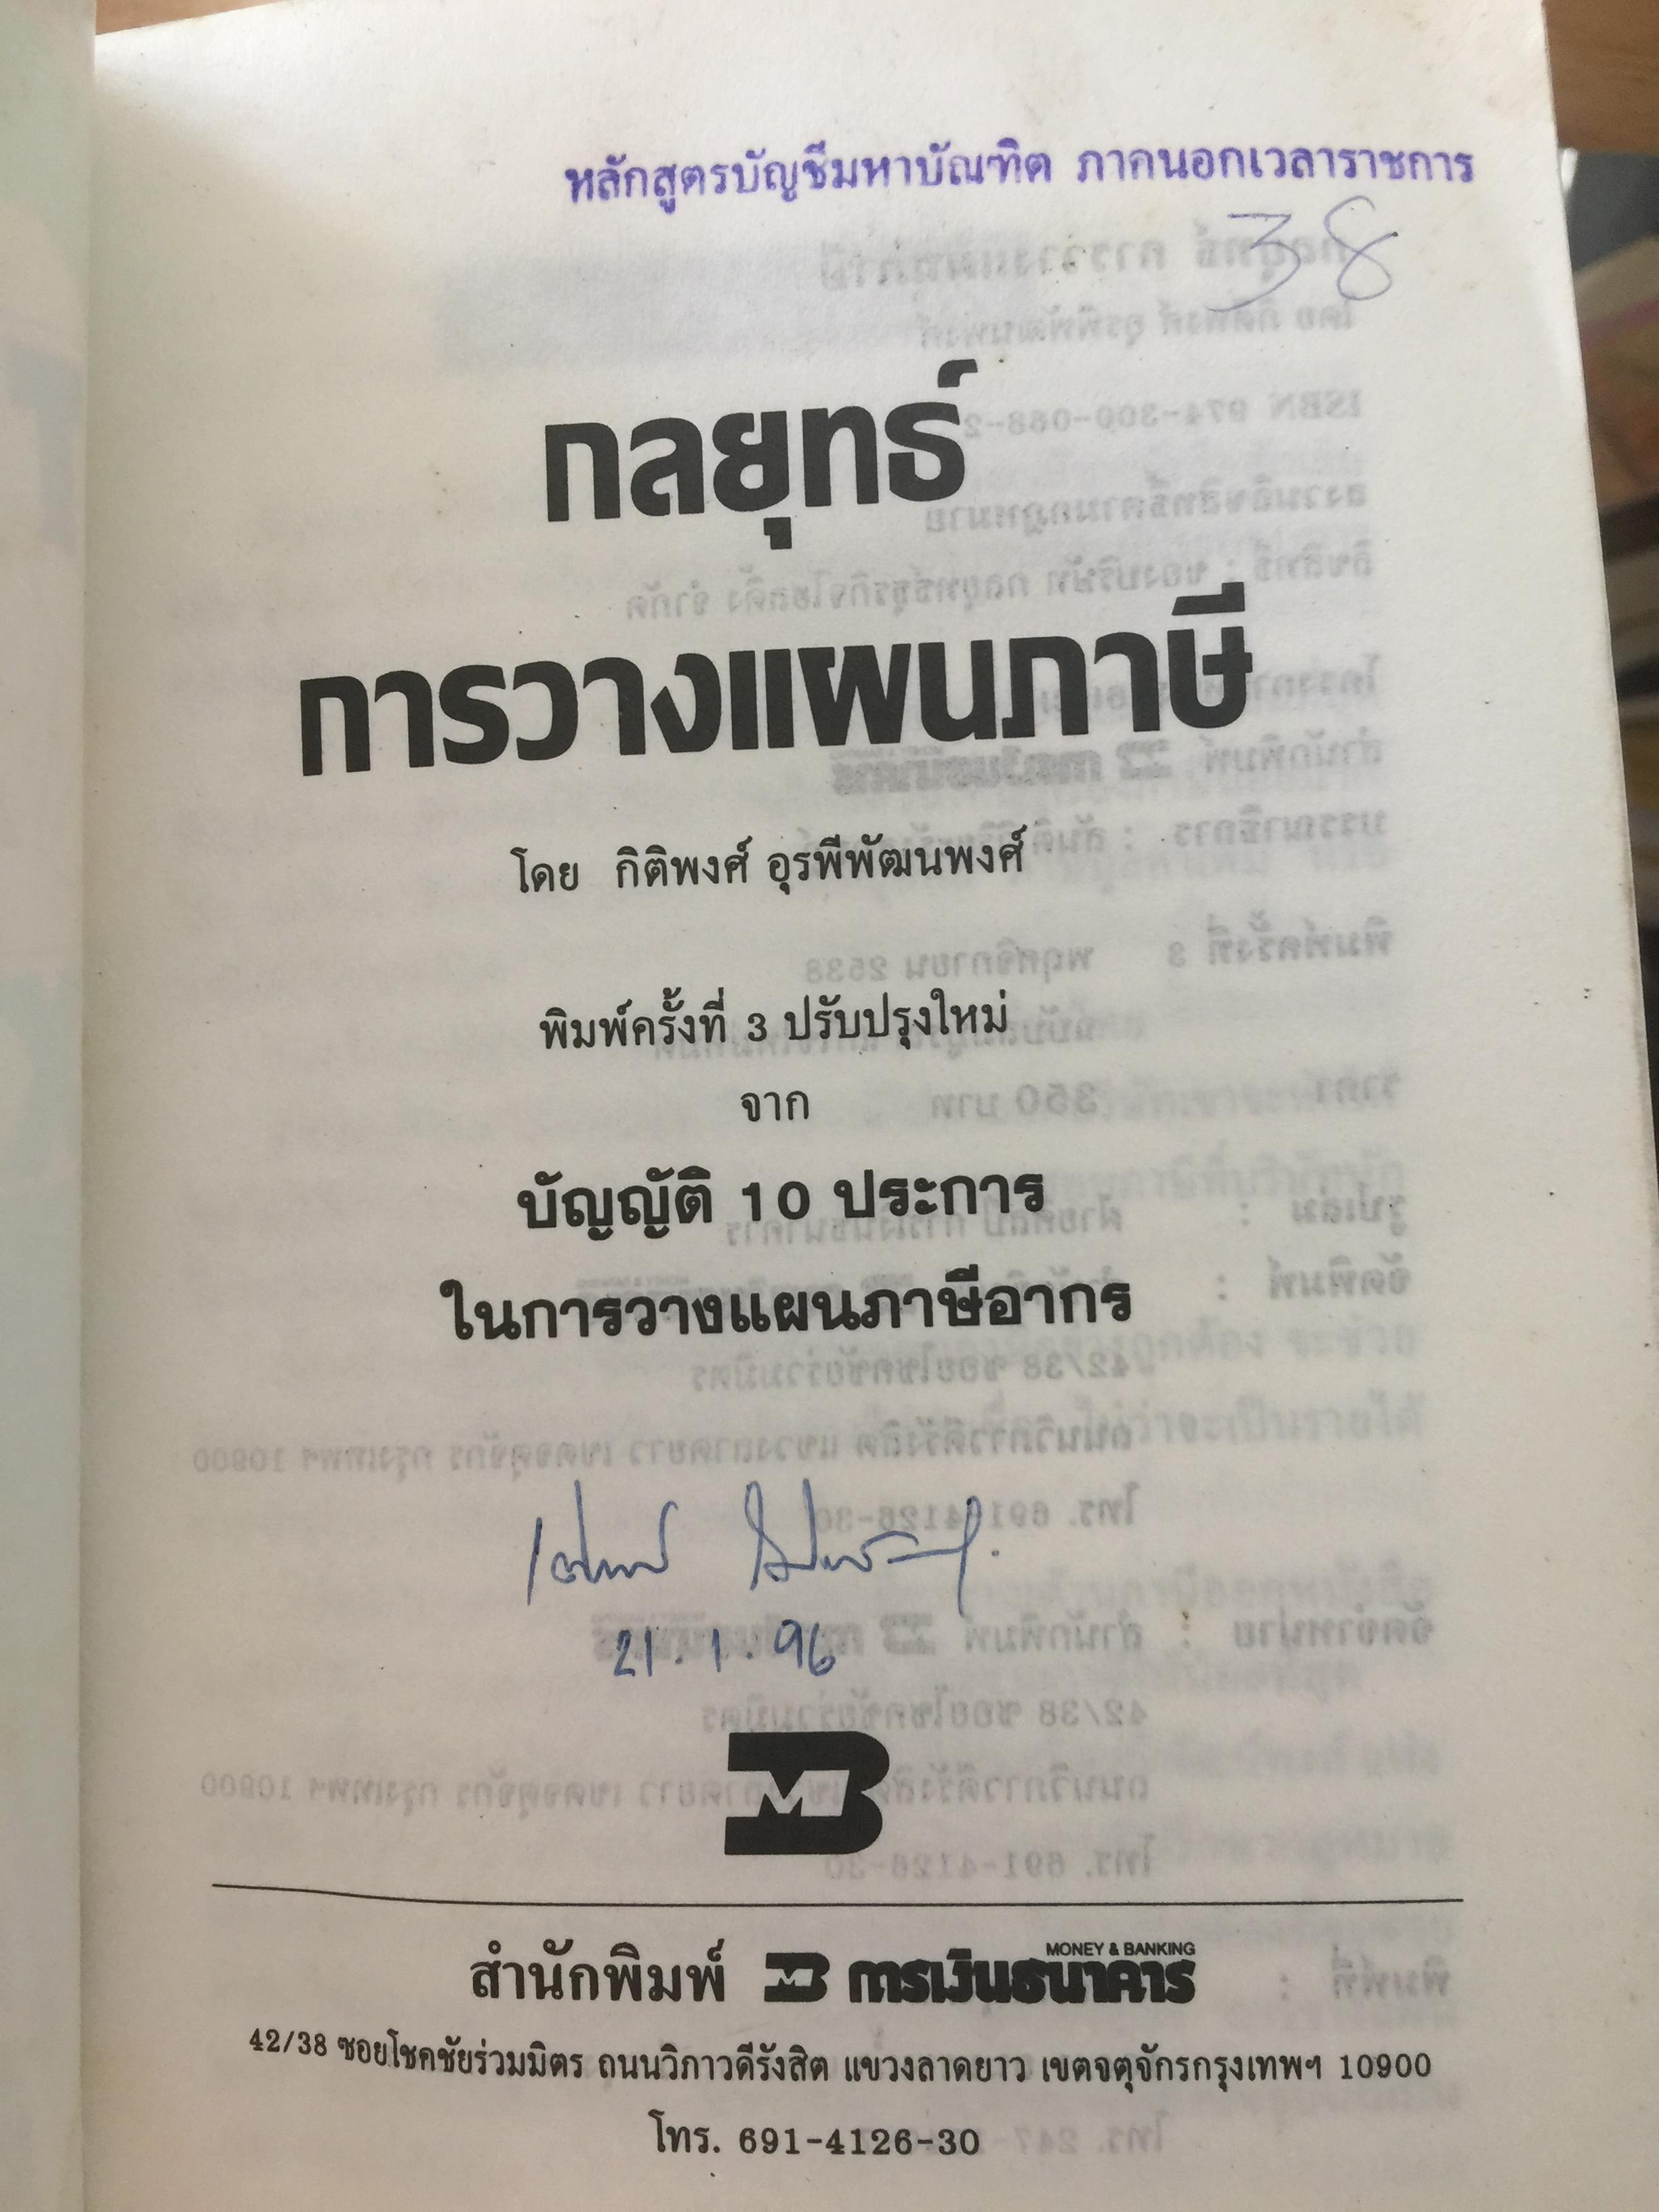 หลักสูตรบัญชีมหาบัณฑิต ภาคนอกเวลาราชการ
38
กลยุทธ์
การวางแผนภาษี
โดย กิติพงศ์ อุรพีพัฒนพงศ์
พิมพ์ครั้งที่ 3 ปรับปรุงใหม่
จาก
บัญญัติ 10 ประการ
ในการวางแผนภาษีอากร
21.1.96
MB
MONEY & BANKING
สำนักพิมพ์ MB การเงินธนาคาร
42/38 ซอยโชคชัยร่วมมิตร ถนนวิภาวดีรังสิต แขวงลาดยาว เขตจตุจักรกรุงเทพฯ 10900
โทร. 691-4126-30